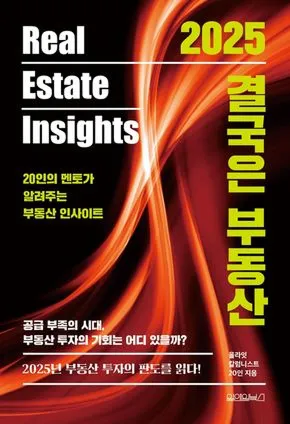 Real
Estate
Insights
2025
결국은 부동산
20인의 멘토가
알려주는
부동산 인사이트
공급 부족의 시대,
부동산 투자의 기회는 어디 있을까?
2025년 부동산 투자의 판도를 읽다!
올라잇
칼럼니스트
20인 지음